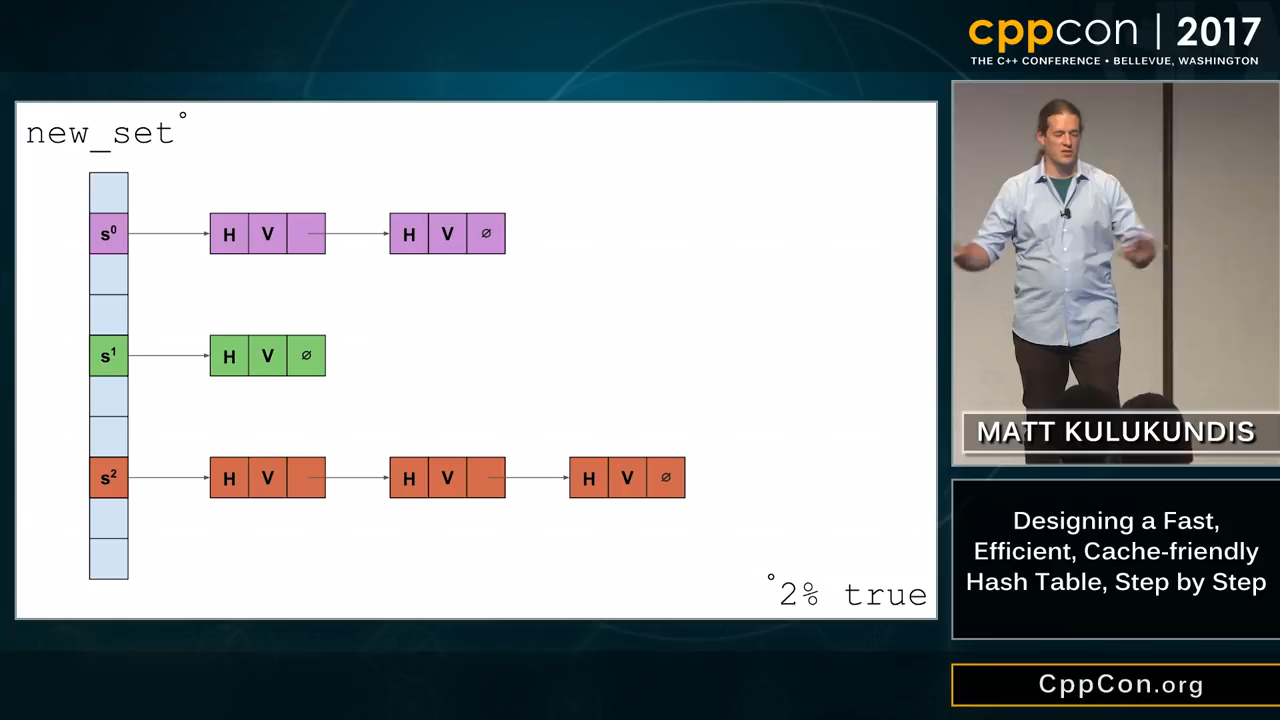 cppcon | 2017
THE C++ CONFERENCE • BELLEVUE, WASHINGTON
new_set°
s⁰ H V H V ∅
s¹ H V ∅
s² H V H V H V ∅
°2% true
MATT KULUKUNDIS
Designing a Fast,
Efficient, Cache-friendly
Hash Table, Step by Step
CppCon.org